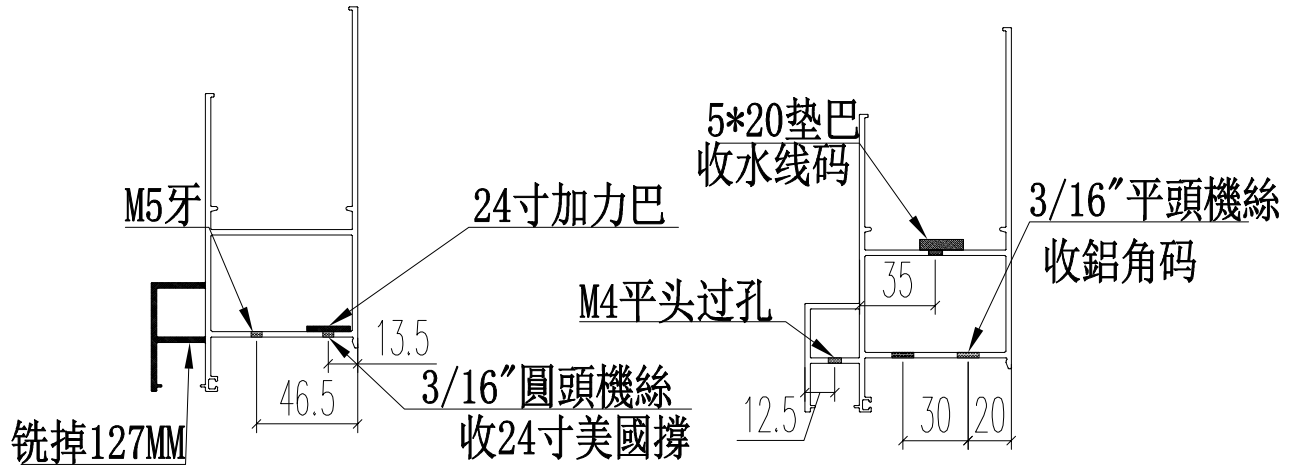 M5牙
24寸加力巴
13.5
46.5
3/16"圓頭機絲
收24寸美國撐
铣掉127MM
5*20垫巴
收水线码
3/16"平頭機絲
收鋁角码
35
M4平头过孔
12.5
30
20